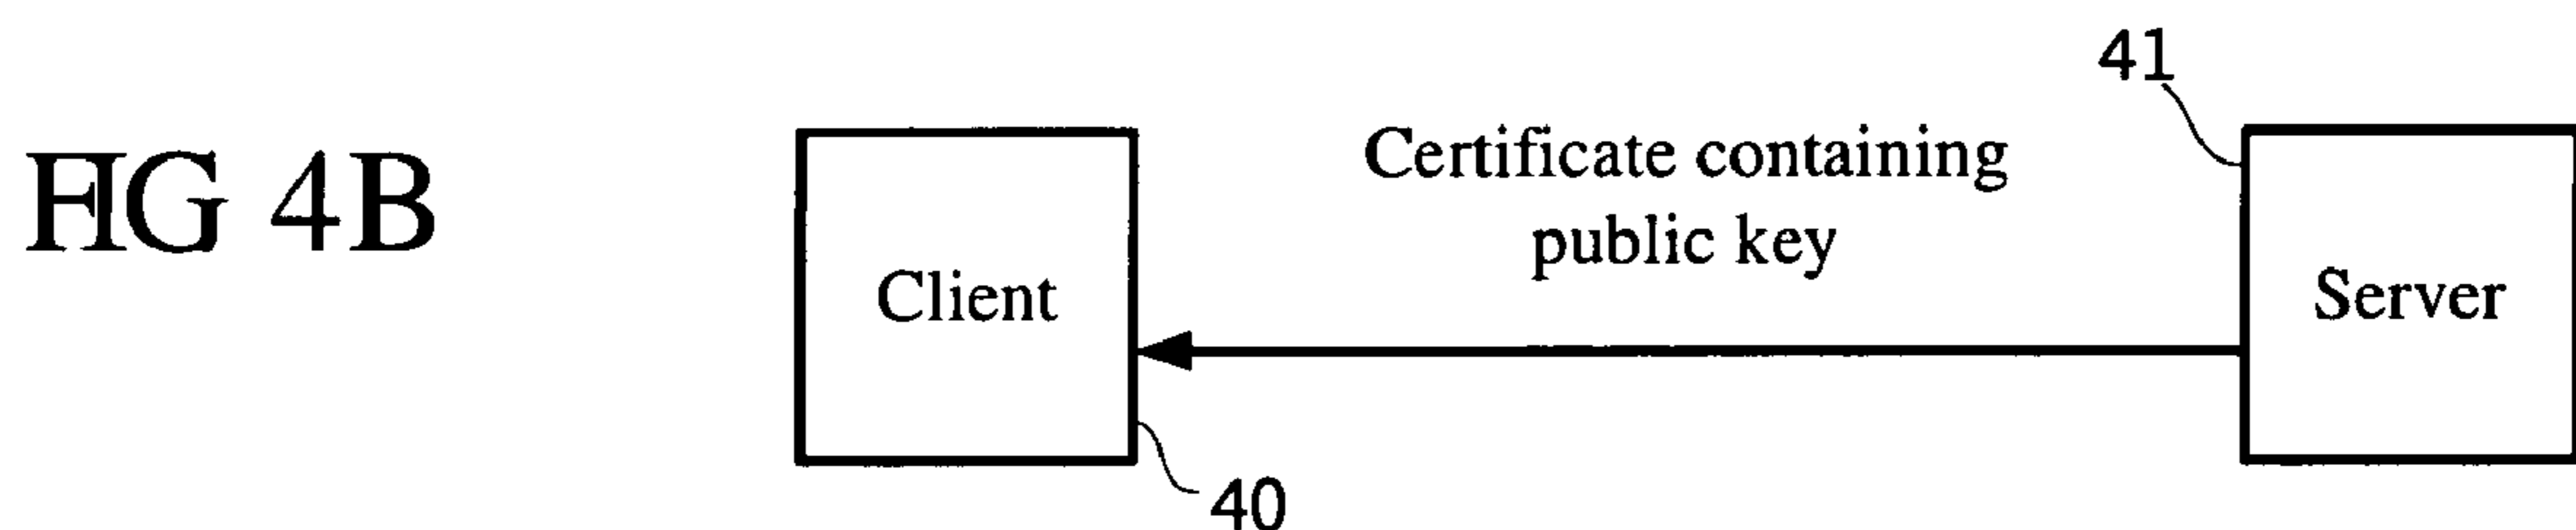 FIG 4B
41
Certificate containing
public key
Client
Server
40